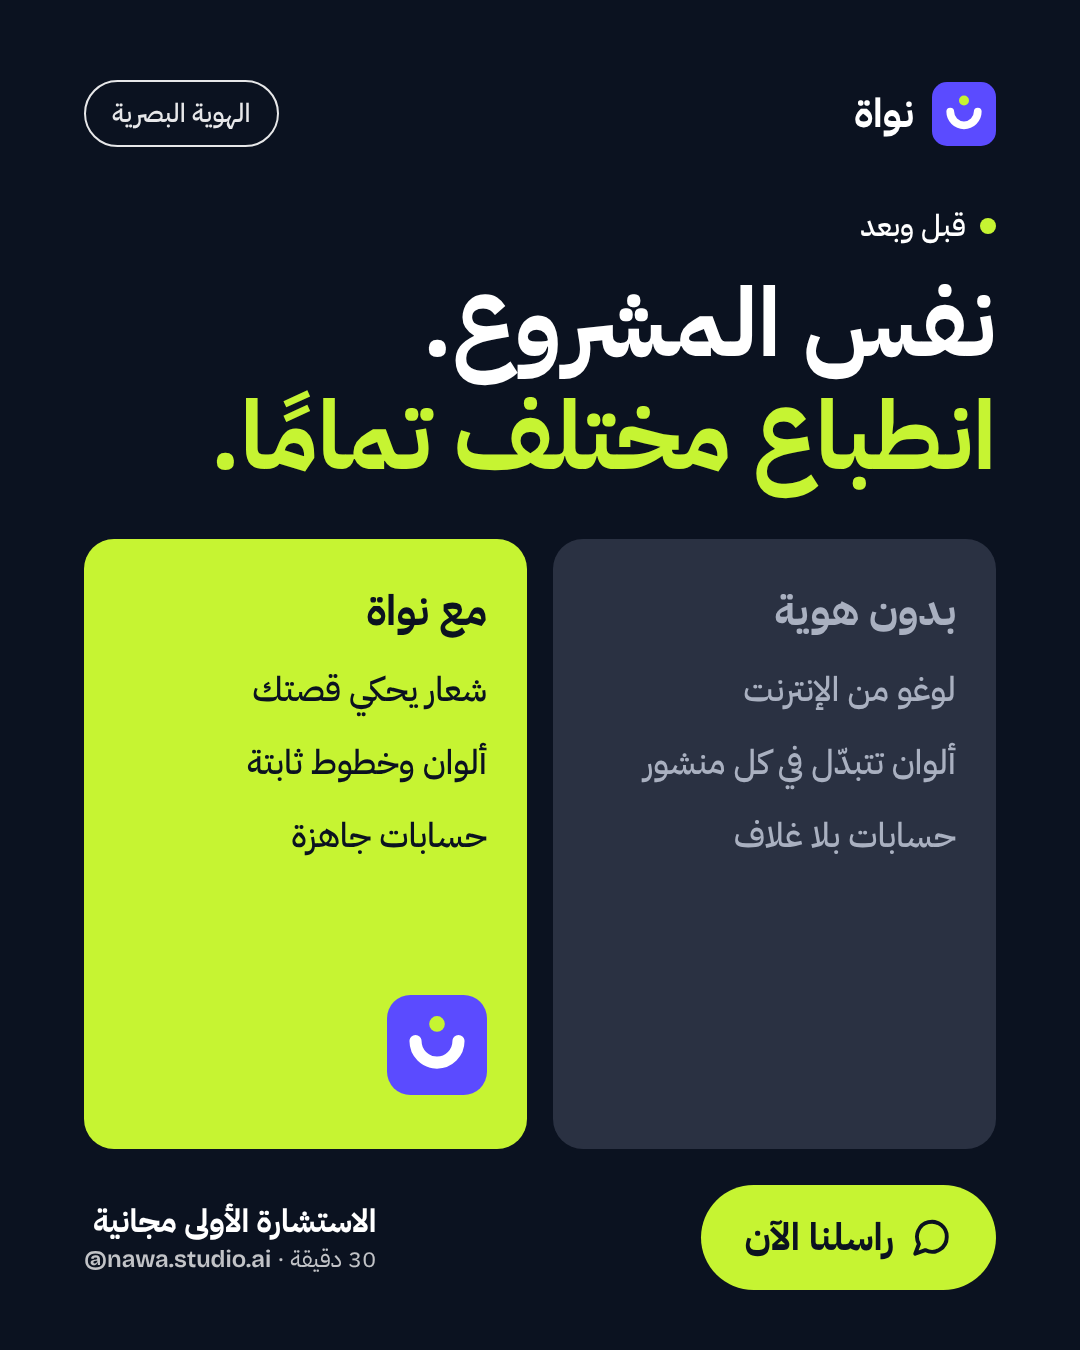 نواة
الهوية البصرية
قبل وبعد
نفس المشروع.
انطباع مختلف تمامًا.
بدون هوية
لوغو من الإنترنت
ألوان تتبدّل في كل منشور
حسابات بلا غلاف
مع نواة
شعار يحكي قصتك
ألوان وخطوط ثابتة
حسابات جاهزة
راسلنا الآن
الاستشارة الأولى مجانية
30 دقيقة · @nawa.studio.ai